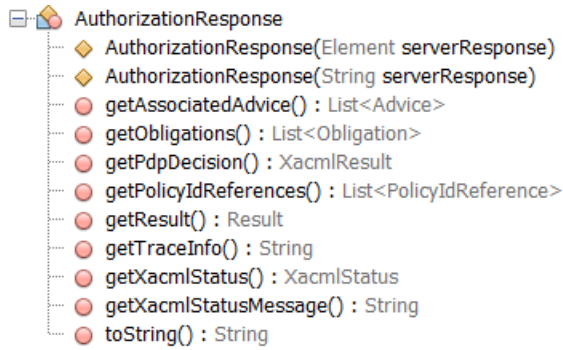 AuthorizationResponse
AuthorizationResponse(Element serverResponse)
AuthorizationResponse(String serverResponse)
getAssociatedAdvice() : List<Advice>
getObligations() : List<Obligation>
getPdpDecision() : XacmlResult
getPolicyIdReferences() : List<PolicyIdReference>
getResult() : Result
getTraceInfo() : String
getXacmlStatus() : XacmlStatus
getXacmlStatusMessage() : String
toString() : String